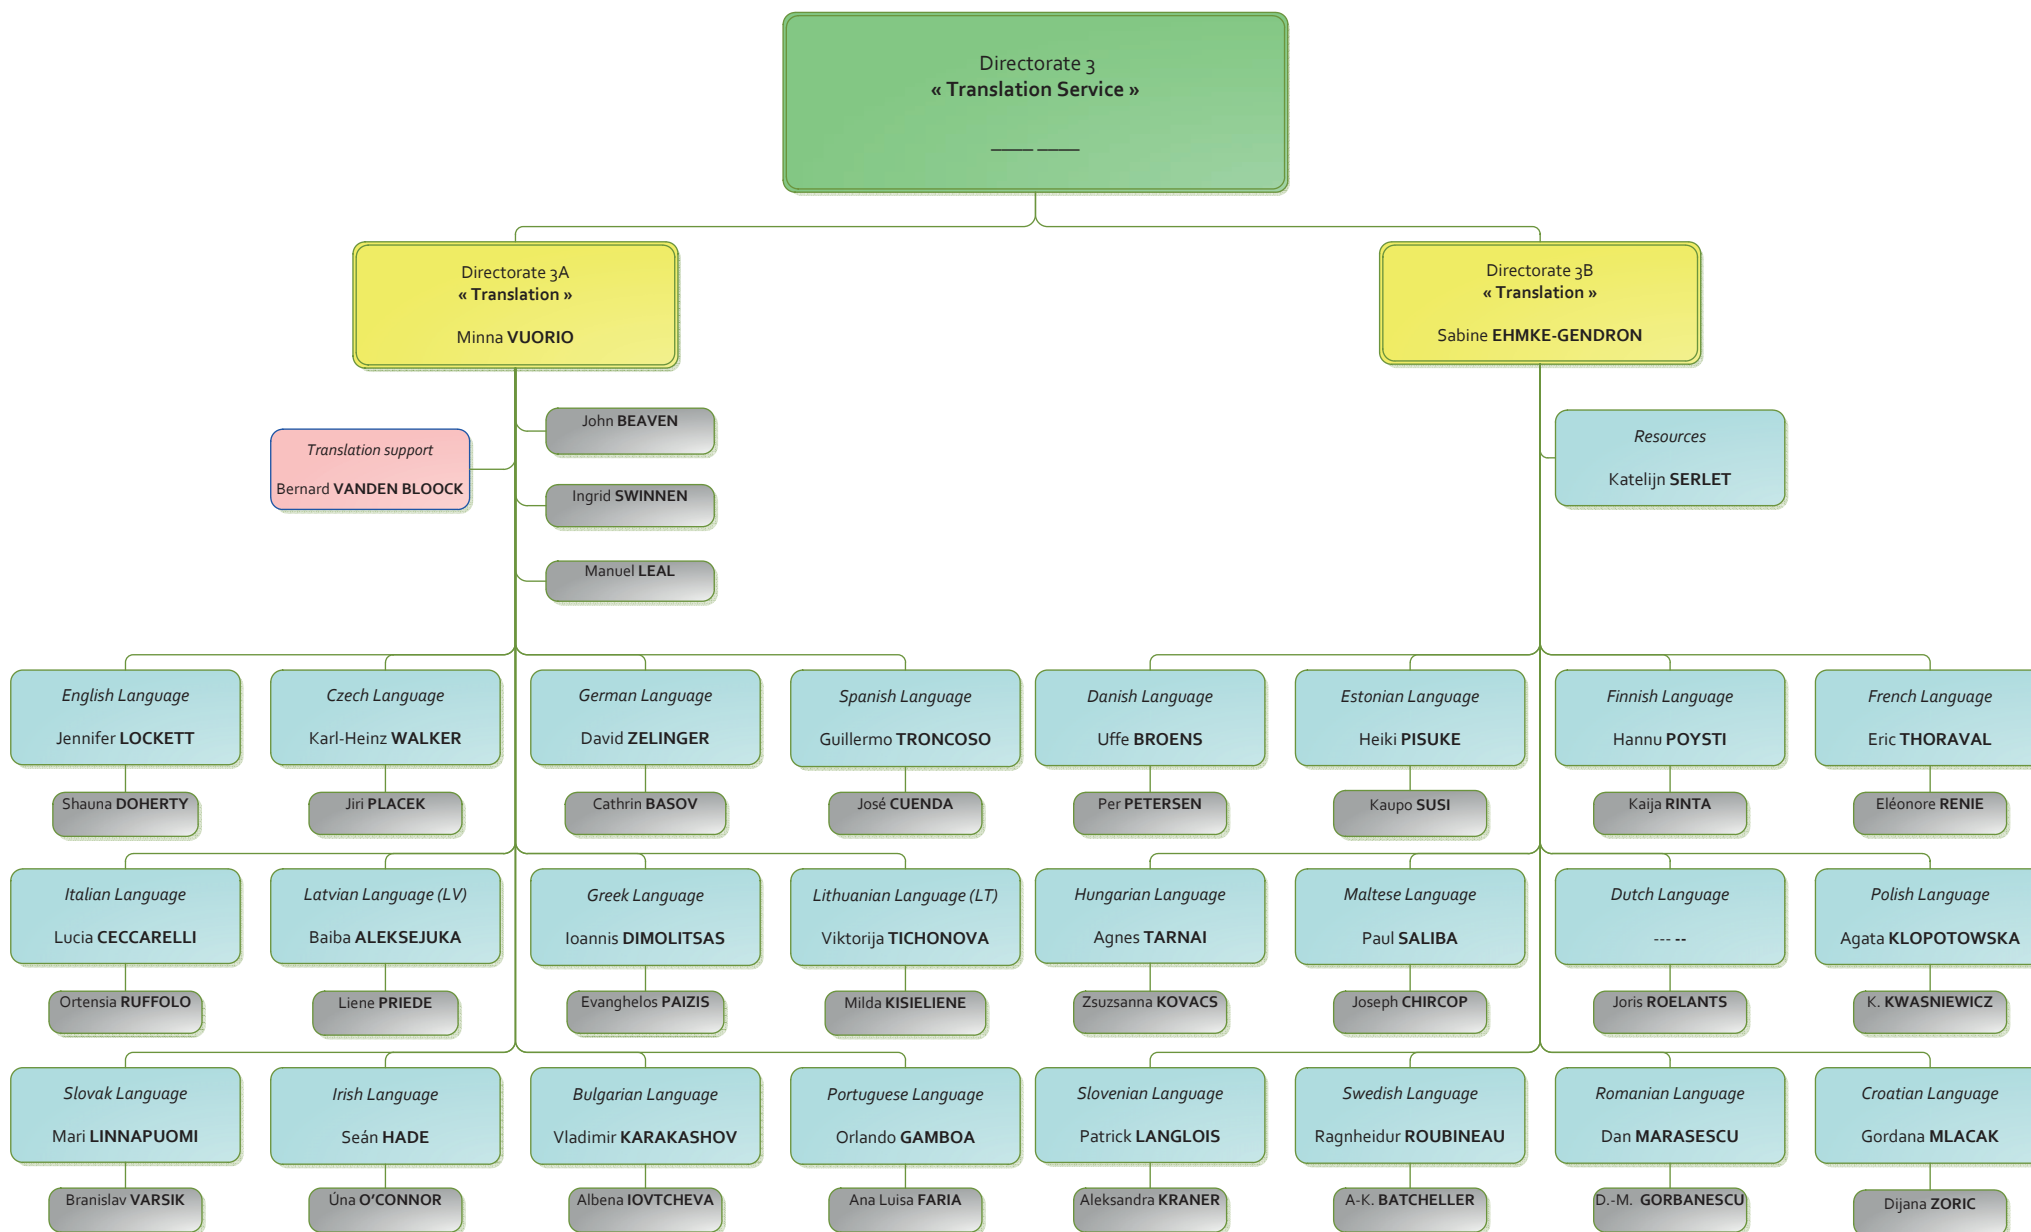 Directorate 3
« Translation Service »
____ ____
Directorate 3A
« Translation »
Minna VUORIO
Directorate 3B
« Translation »
Sabine EHMKE-GENDRON
Translation support
Bernard VANDEN BLOOCK
John BEAVEN
Ingrid SWINNEN
Manuel LEAL
Resources
Katelijn SERLET
English Language
Jennifer LOCKETT
Shauna DOHERTY
Czech Language
Karl-Heinz WALKER
Jiri PLACEK
German Language
David ZELINGER
Cathrin BASOV
Spanish Language
Guillermo TRONCOSO
José CUENDA
Danish Language
Uffe BROENS
Per PETERSEN
Estonian Language
Heiki PISUKE
Kaupo SUSI
Finnish Language
Hannu POYSTI
Kaija RINTA
French Language
Eric THORAVAL
Eléonore RENIE
Italian Language
Lucia CECCARELLI
Ortensia RUFFOLO
Latvian Language (LV)
Baiba ALEKSEJUKA
Liene PRIEDE
Greek Language
Ioannis DIMOLITSAS
Evanghelos PAIZIS
Lithuanian Language (LT)
Viktorija TICHONOVA
Milda KISIELIENE
Hungarian Language
Agnes TARNAI
Zsuzsanna KOVACS
Maltese Language
Paul SALIBA
Joseph CHIRCOP
Dutch Language
--- --
Joris ROELANTS
Polish Language
Agata KLOPOTOWSKA
K. KWASNIEWICZ
Slovak Language
Mari LINNAPUOMI
Branislav VARSIK
Irish Language
Seán HADE
Úna O'CONNOR
Bulgarian Language
Vladimir KARAKASHOV
Albena IOVTCHEVA
Portuguese Language
Orlando GAMBOA
Ana Luisa FARIA
Slovenian Language
Patrick LANGLOIS
Aleksandra KRANER
Swedish Language
Ragnheidur ROUBINEAU
A-K. BATCHELLER
Romanian Language
Dan MARASESCU
D.-M. GORBANESCU
Croatian Language
Gordana MLACAK
Dijana ZORIC